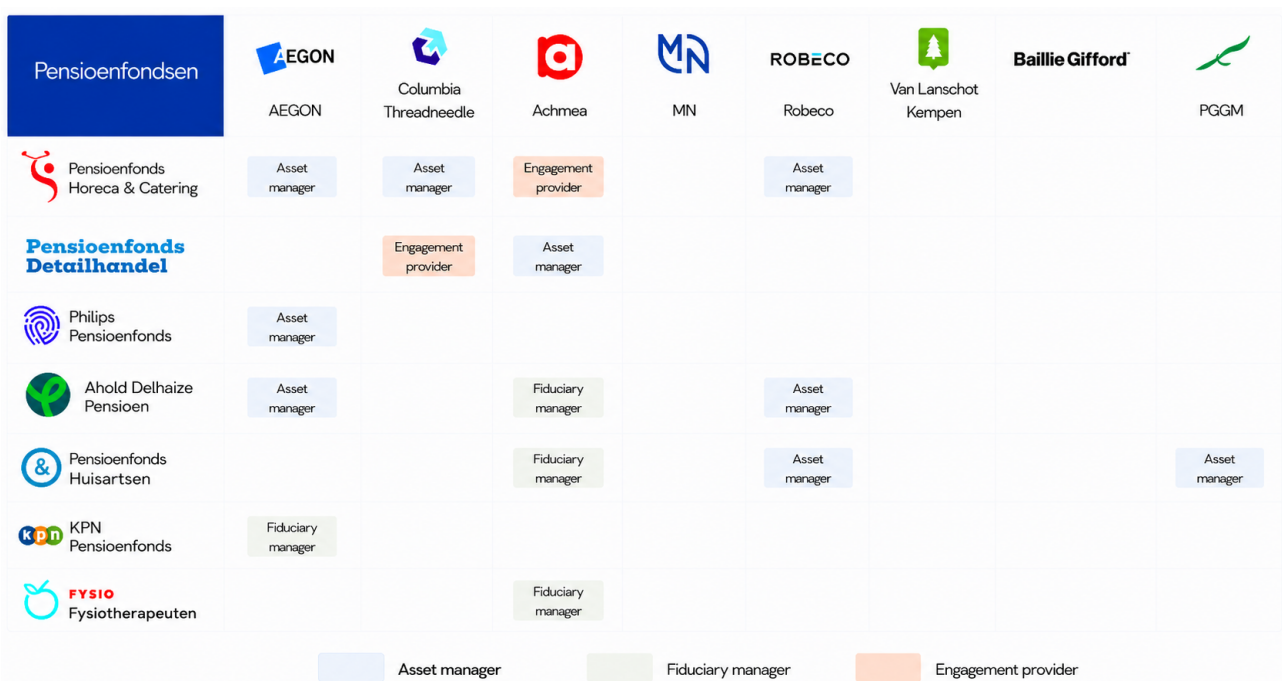 Pensioenfondsen
AEGON
AEGON
Columbia
Threadneedle
a
Achmea
MN
MN
ROBECO
Robeco
Van Lanschot
Kempen
Baillie Gifford
PGGM
Pensioenfonds
Horeca & Catering
Asset
manager
Asset
manager
Engagement
provider
Asset
manager
Pensioenfonds
Detailhandel
Engagement
provider
Asset
manager
Philips
Pensioenfonds
Asset
manager
Ahold Delhaize
Pensioen
Asset
manager
Fiduciary
manager
Asset
manager
&
Pensioenfonds
Huisartsen
Fiduciary
manager
Asset
manager
Asset
manager
kpn
KPN
Pensioenfonds
Fiduciary
manager
FYSIO
Fysiotherapeuten
Fiduciary
manager
Asset manager
Fiduciary manager
Engagement provider